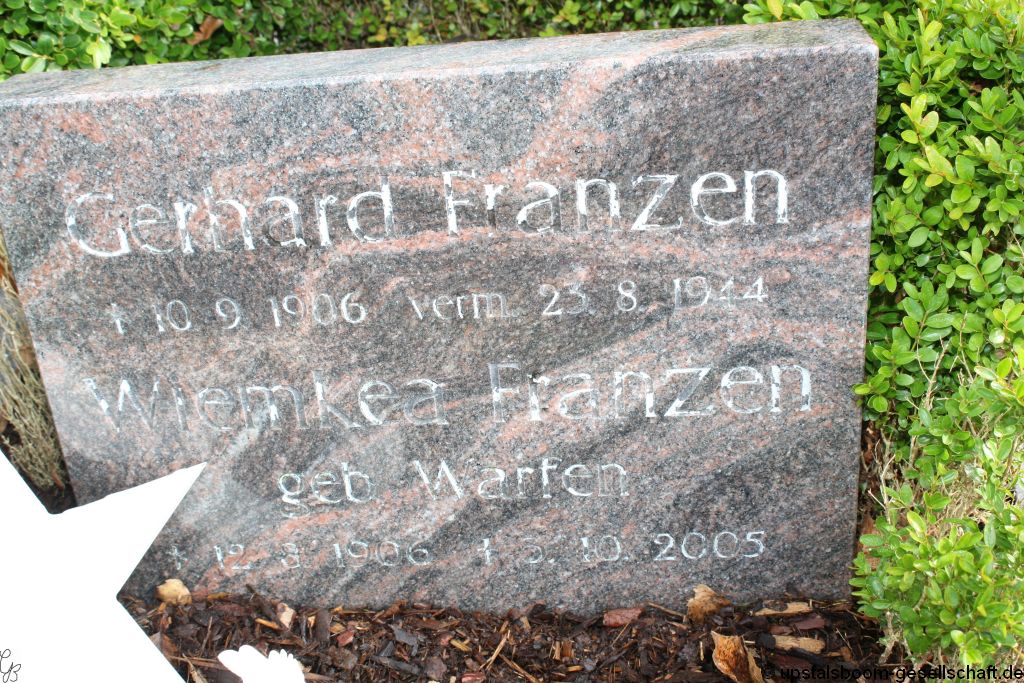 Gerhard Franzen
* 10. 9. 1906 verm. 23. 8. 1944
Wiemkea Franzen
geb. Warfen
* 12. 8. 1906 † 5. 10. 2005
© upstalsboom-gesellschaft.de